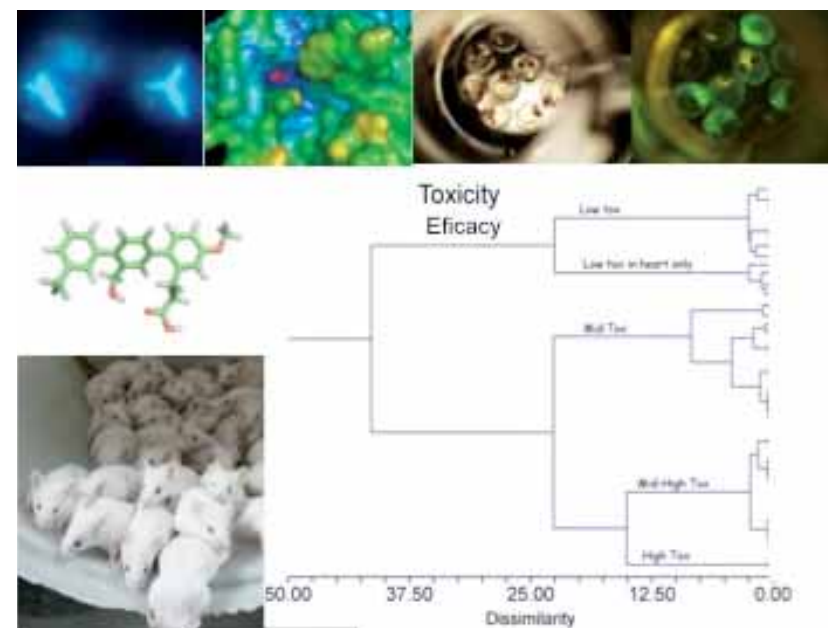 Toxicity
Eficacy
Low tox
Low tox in heart only
Mid Tox
Mid-High Tox
High Tox
50.00 37.50 25.00 12.50 0.00
Dissimilarity